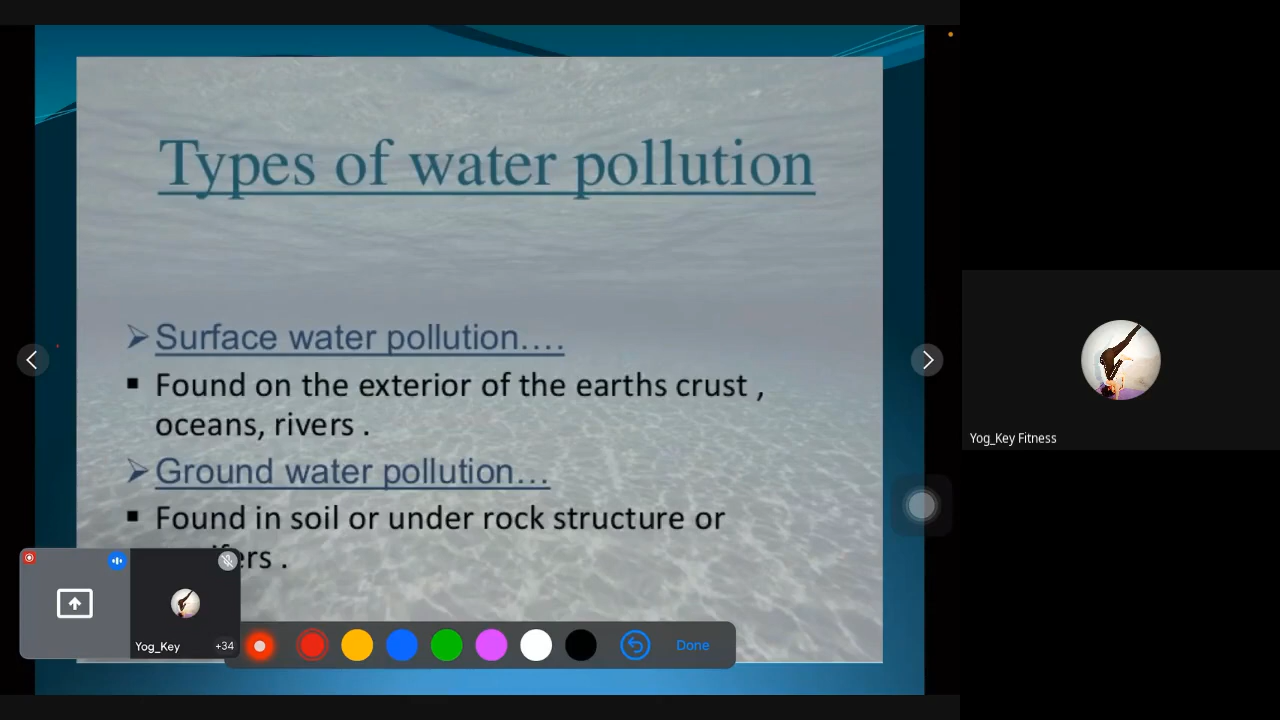 Types of water pollution
Surface water pollution....
Found on the exterior of the earths crust ,
oceans, rivers .
Ground water pollution...
Found in soil or under rock structure or
ers .
Yog_Key
+34
Done
Yog_Key Fitness